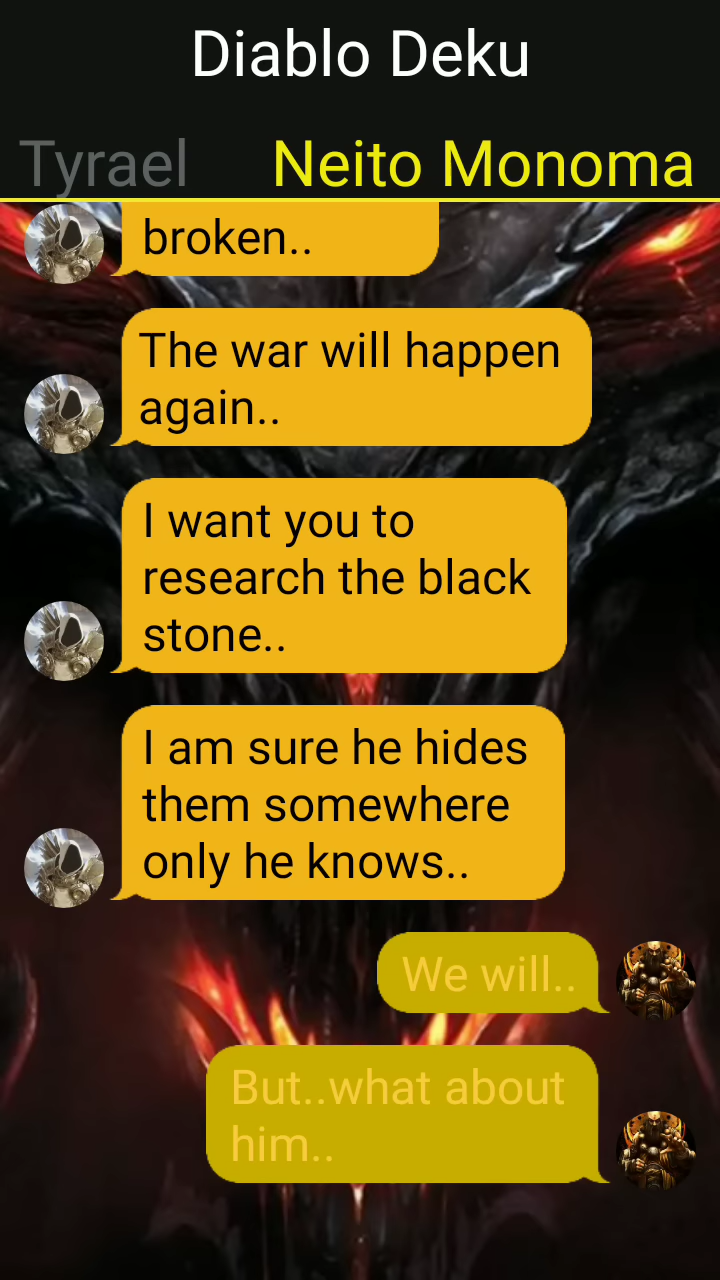 Diablo Deku
Tyrael
Neito Monoma
broken..
The war will happen
again..
I want you to
research the black
stone..
I am sure he hides
them somewhere
only he knows..
We will..
But..what about
him..